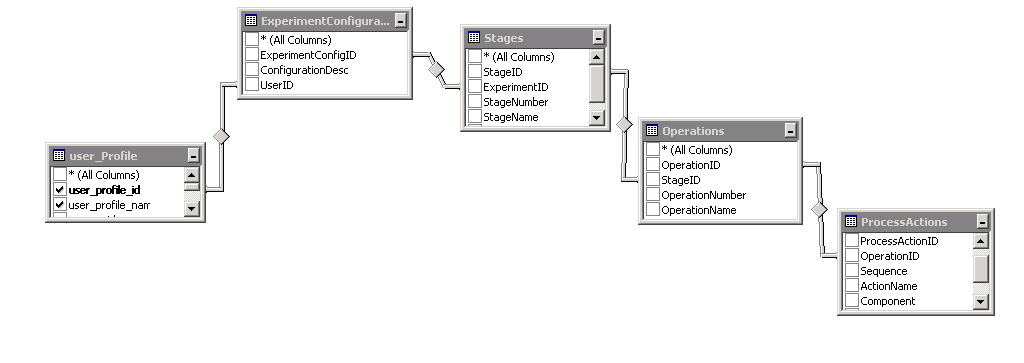 ExperimentConfigura...
* (All Columns)
ExperimentConfigID
ConfigurationDesc
UserID
Stages
* (All Columns)
StageID
ExperimentID
StageNumber
StageName
user_Profile
* (All Columns)
user_profile_id
user_profile_nam
Operations
* (All Columns)
OperationID
StageID
OperationNumber
OperationName
ProcessActions
ProcessActionID
OperationID
Sequence
ActionName
Component